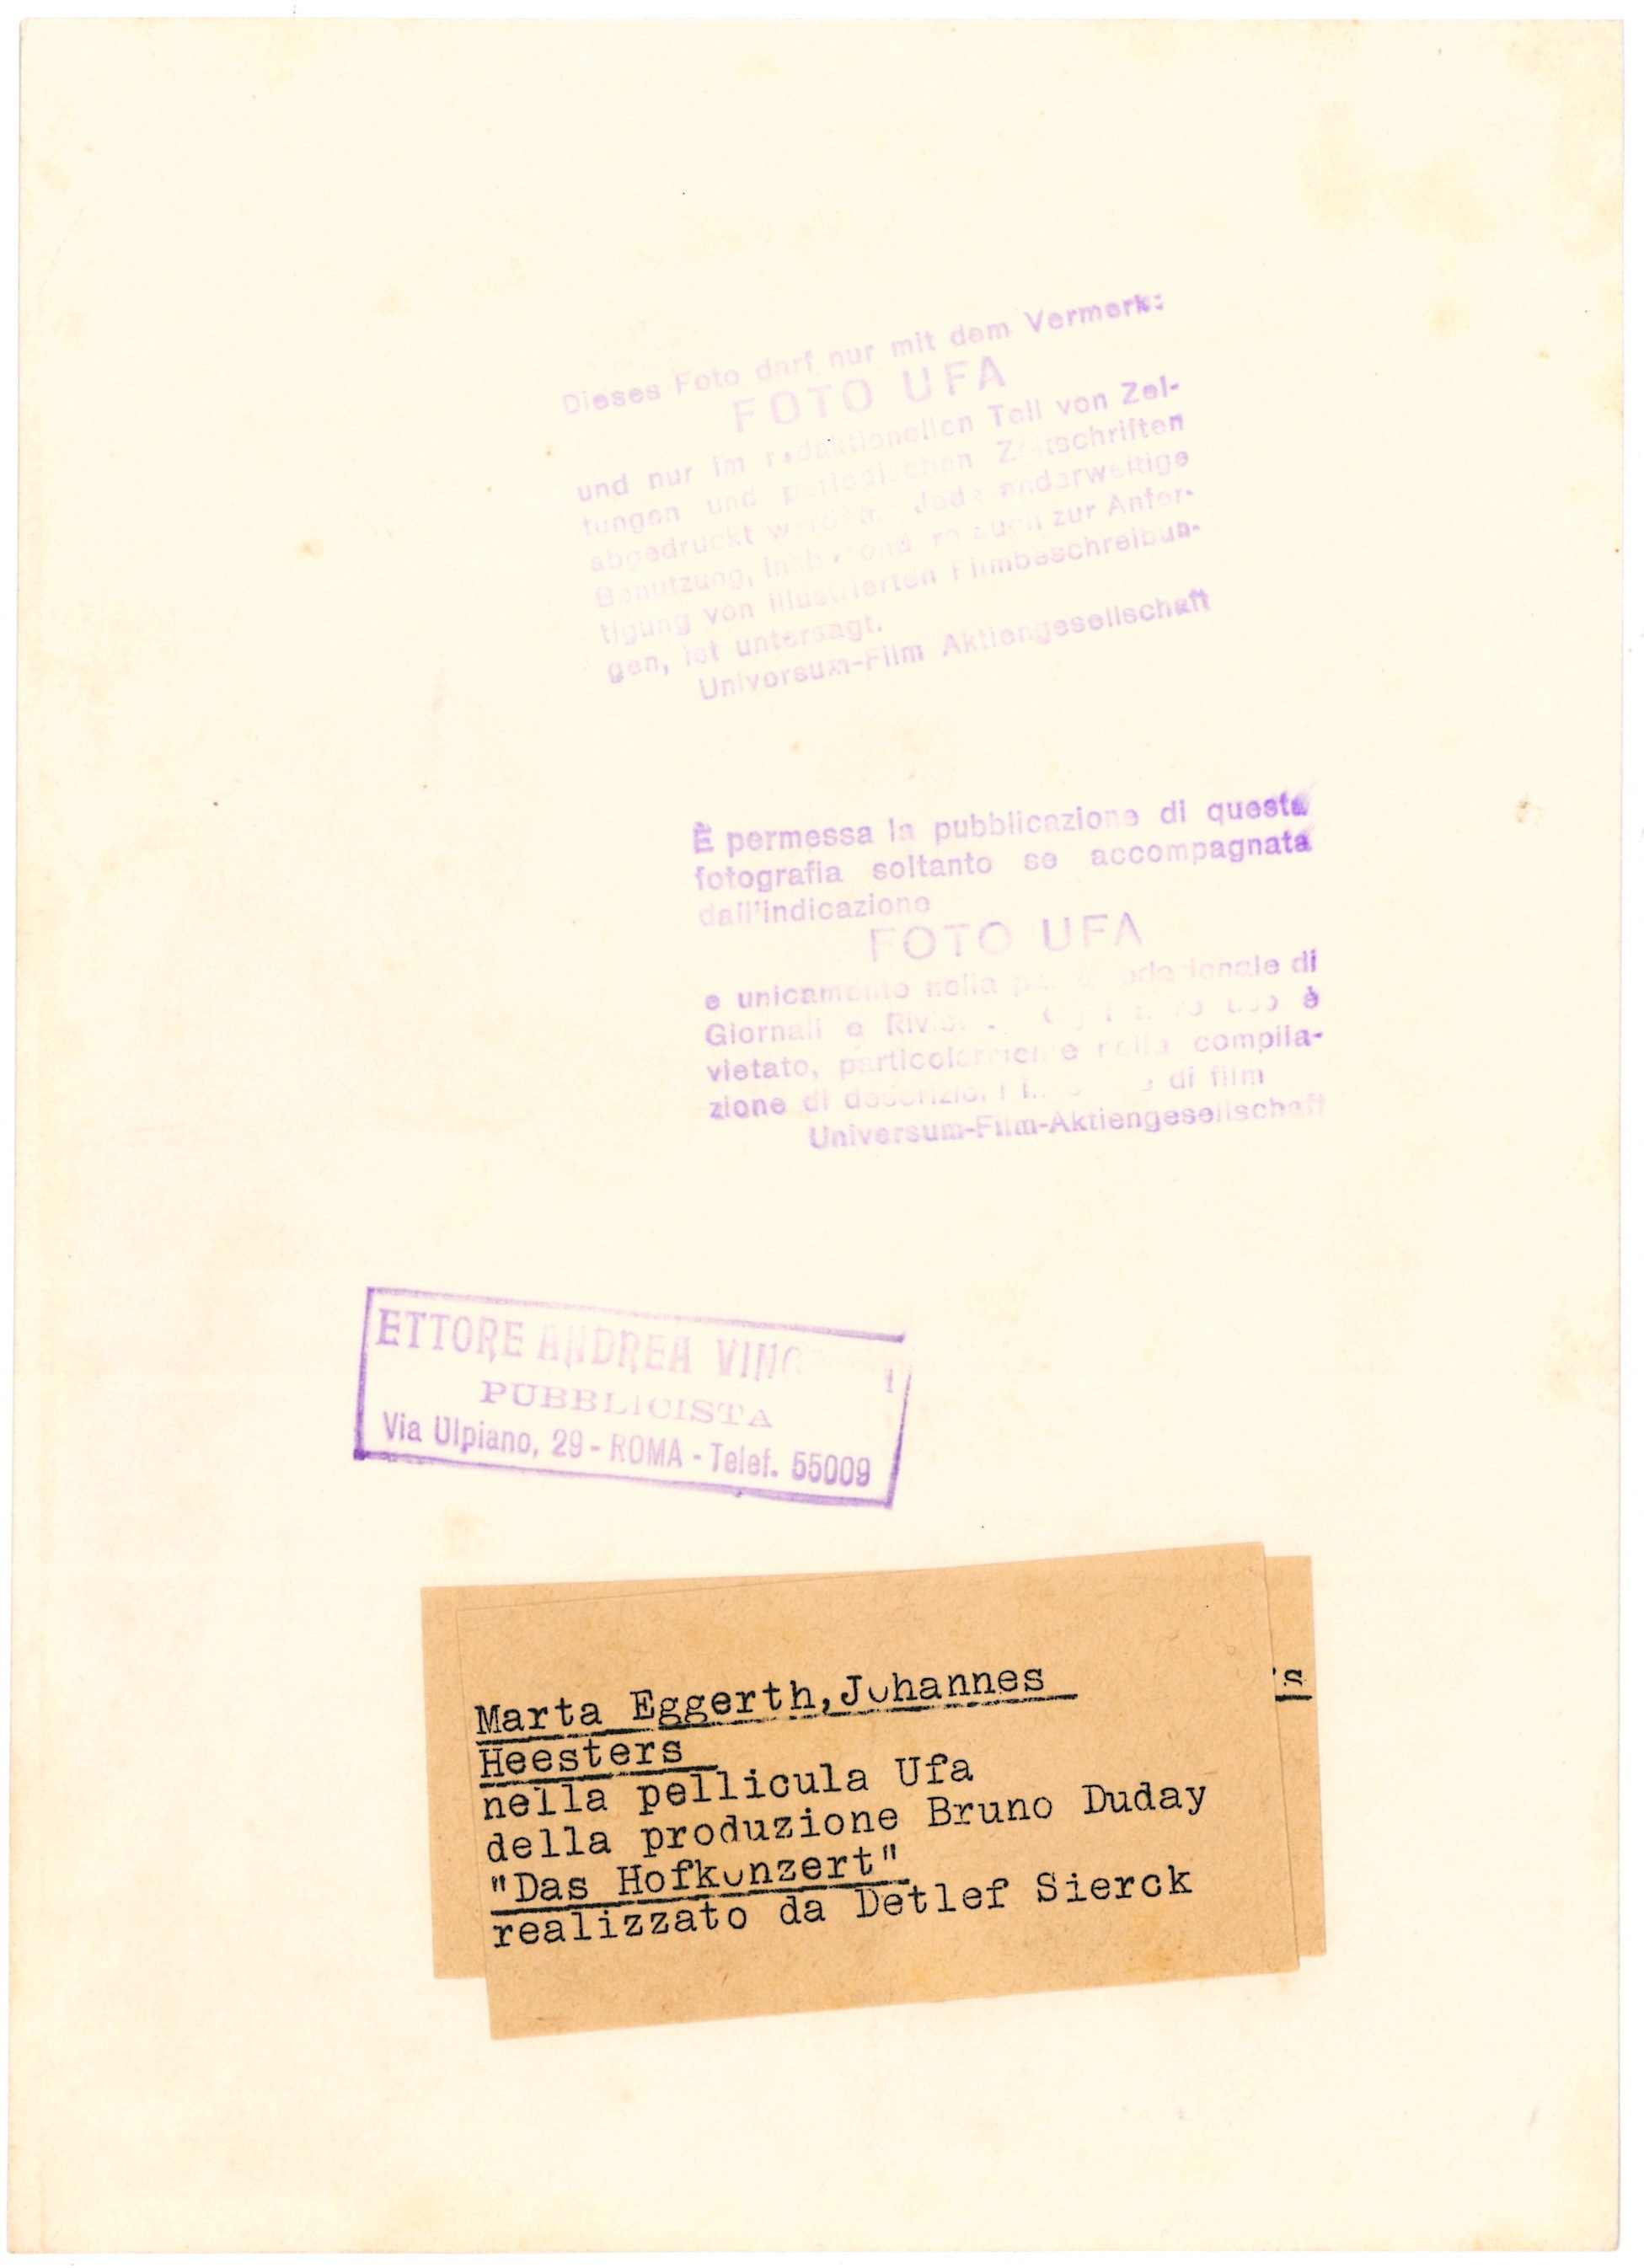 Dieses Foto darf nur mit dem Vermerk:
FOTO UFA
und nur im redaktionellen Teil von Zei-
tungen und periodischen Zeitschriften
abgedruckt werden. Jede anderweitige
Benutzung, zur Anfer-
tigung von illustrierten Filmbeschreibun-
gen, ist untersagt.
Universum-Film Aktiengesellschaft
È permessa la pubblicazione di questa
fotografia soltanto se accompagnata
dall'indicazione
FOTO UFA
e unicamento nella di
Giornali e è
vietato, particolarmente nella compila-
zione di di film
Universum-Film-Aktiengesellschaft
ETTORE ANDREA
PUBBLICISTA
Via Ulpiano, 29 - ROMA - Telef. 55009
Marta Eggerth, Johannes
Heesters
nella pellicula Ufa
della produzione Bruno Duday
"Das Hofkonzert"
realizzato da Detlef Sierck